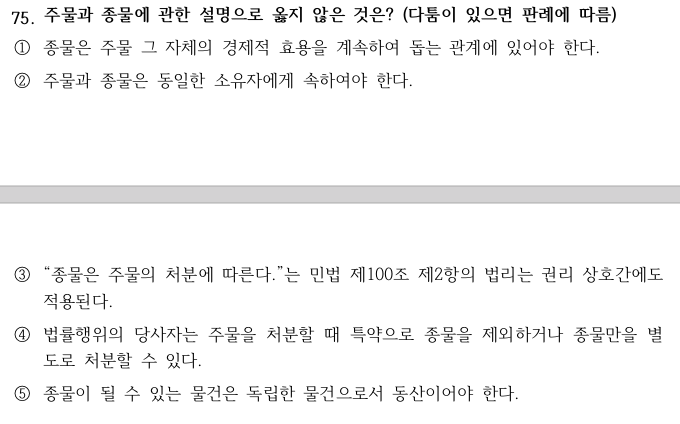 75. 주물과 종물에 관한 설명으로 옳지 않은 것은? (다툼이 있으면 판례에 따름)
① 종물은 주물 그 자체의 경제적 효용을 계속하여 돕는 관계에 있어야 한다.
② 주물과 종물은 동일한 소유자에게 속하여야 한다.
③ “종물은 주물의 처분에 따른다.”는 민법 제100조 제2항의 법리는 권리 상호간에도
적용된다.
④ 법률행위의 당사자는 주물을 처분할 때 특약으로 종물을 제외하거나 종물만을 별
도로 처분할 수 있다.
⑤ 종물이 될 수 있는 물건은 독립한 물건으로서 동산이어야 한다.